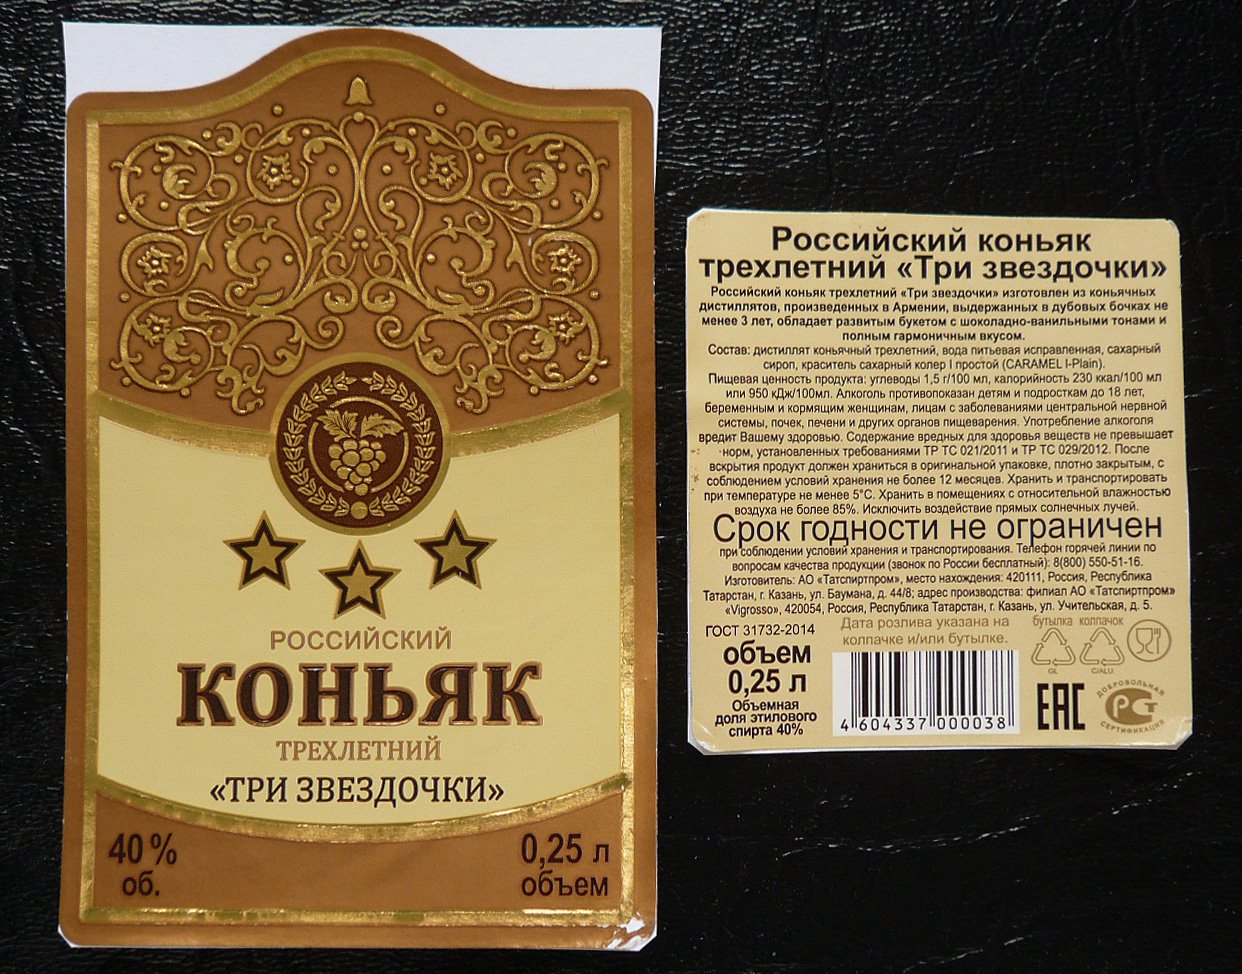 РОССИЙСКИЙ
КОНЬЯК
ТРЕХЛЕТНИЙ
«ТРИ ЗВЕЗДОЧКИ»
40 %
об.
0,25 л
объем
Российский коньяк
трехлетний «Три звездочки»
Российский коньяк трехлетний «Три звездочки» изготовлен из коньячных
дистиллятов, произведенных в Армении, выдержанных в дубовых бочках не
менее 3 лет, обладает развитым букетом с шоколадно-ванильными тонами и
полным гармоничным вкусом.
Состав: дистиллят коньячный трехлетний, вода питьевая исправленная, сахарный
сироп, краситель сахарный колер I простой (CARAMEL I-Plain).
Пищевая ценность продукта: углеводы 1,5 г/100 мл, калорийность 230 ккал/100 мл
или 950 кДж/100мл. Алкоголь противопоказан детям и подросткам до 18 лет,
беременным и кормящим женщинам, лицам с заболеваниями центральной нервной
системы, почек, печени и других органов пищеварения. Употребление алкоголя
вредит Вашему здоровью. Содержание вредных для здоровья веществ не превышает
норм, установленных требованиями ТР ТС 021/2011 и ТР ТС 029/2012. После
вскрытия продукт должен храниться в оригинальной упаковке, плотно закрытым, с
соблюдением условий хранения не более 12 месяцев. Хранить и транспортировать
при температуре не менее 5°С. Хранить в помещениях с относительной влажностью
воздуха не более 85%. Исключить воздействие прямых солнечных лучей.
Срок годности не ограничен
при соблюдении условий хранения и транспортирования. Телефон горячей линии по
вопросам качества продукции (звонок по России бесплатный): 8(800) 550-51-16.
Изготовитель: АО «Татспиртпром», место нахождения: 420111, Россия, Республика
Татарстан, г. Казань, ул. Баумана, д. 44/8; адрес производства: филиал АО «Татспиртпром»
«Vigrosso», 420054, Россия, Республика Татарстан, г. Казань, ул. Учительская, д. 5.
ГОСТ 31732-2014
объем
0,25 л
Объемная
доля этилового
спирта 40%
Дата розлива указана на
колпачке и/или бутылке.
4 604337 000038
бутылка колпачок
GL C/ALU
EAC
ДОБРОВОЛЬНАЯ
РСТ
СЕРТИФИКАЦИЯ